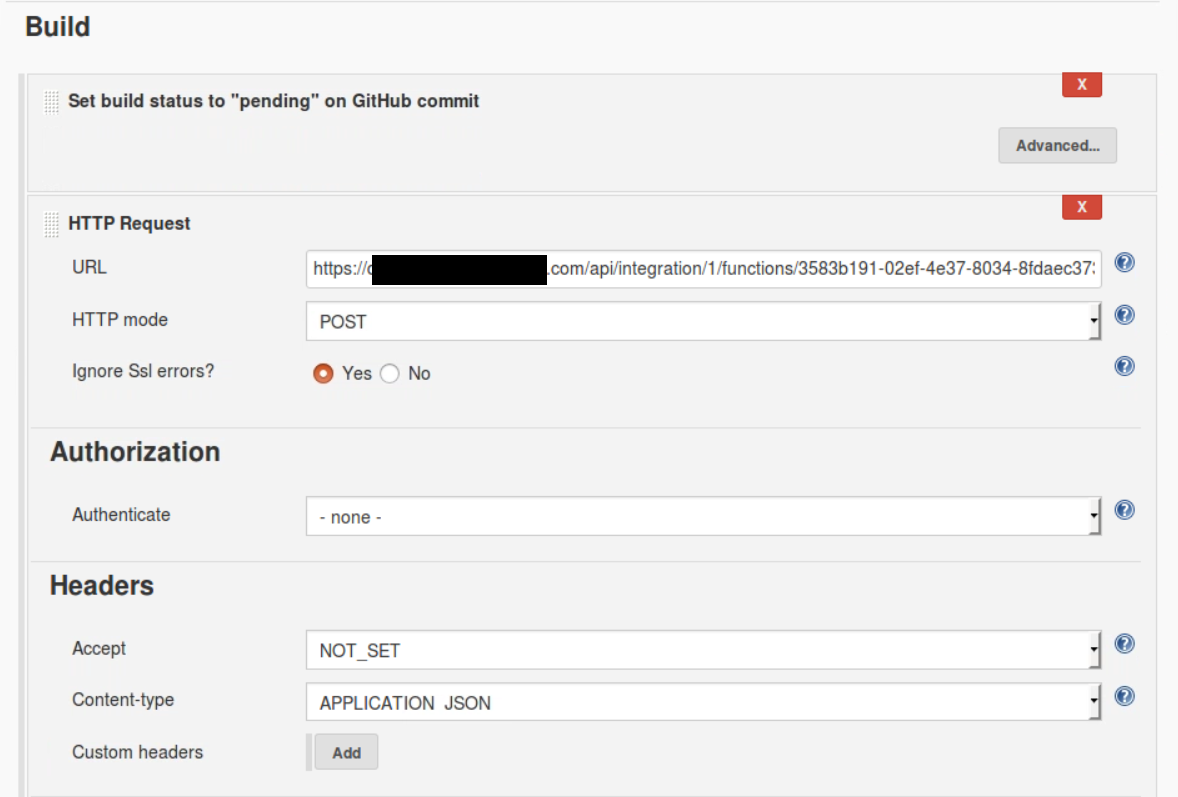 Build
Set build status to "pending" on GitHub commit
X
Advanced...
HTTP Request
X
URL
https:// .com/api/integration/1/functions/3583b191-02ef-4e37-8034-8fdaec37
HTTP mode
POST
Ignore Ssl errors?
Yes
No
Authorization
Authenticate
- none -
Headers
Accept
NOT_SET
Content-type
APPLICATION_JSON
Custom headers
Add